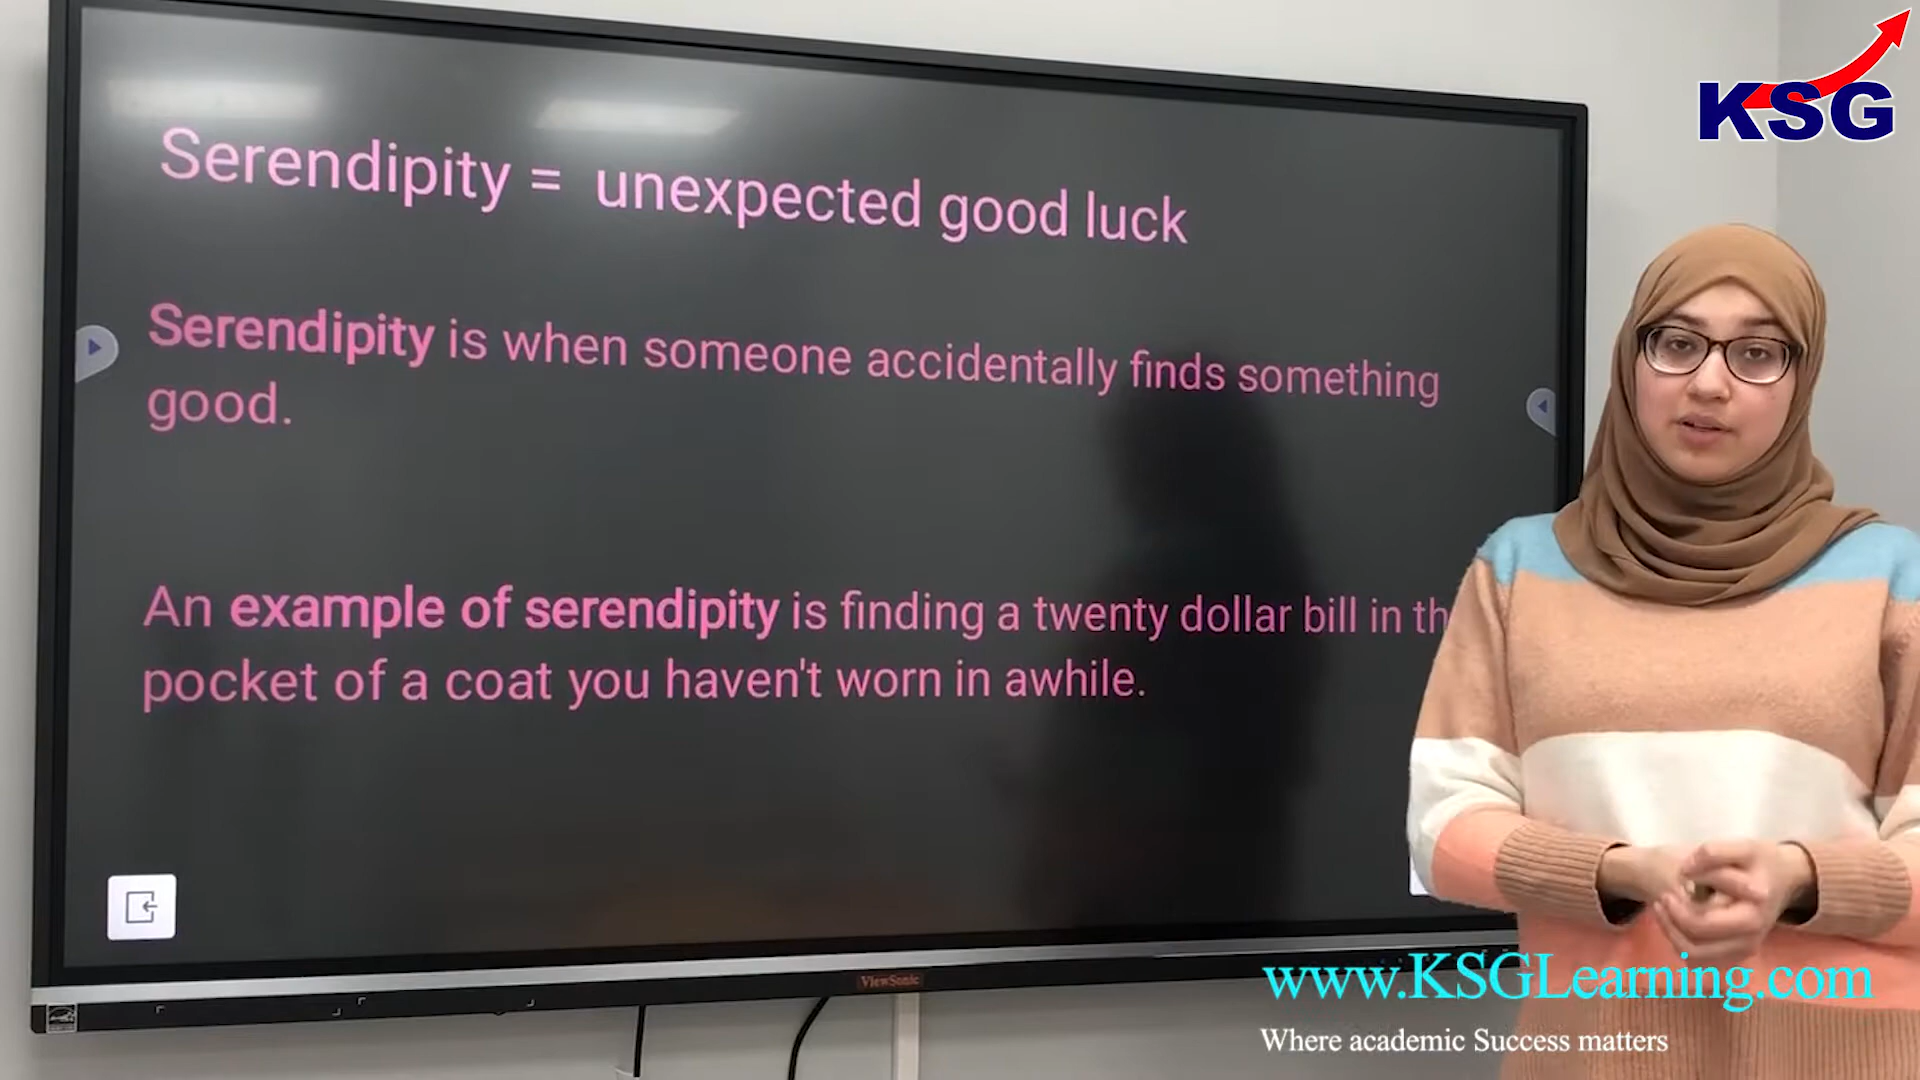 KSG
Serendipity = unexpected good luck
Serendipity is when someone accidentally finds something
good.
An example of serendipity is finding a twenty dollar bill in th
pocket of a coat you haven't worn in awhile.
ViewSonic
www.KSGLearning.com
Where academic Success matters